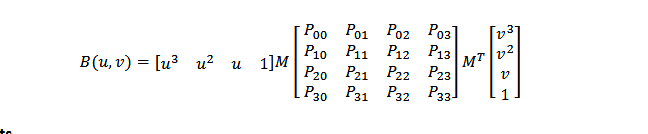 B(u, v) = [u³ u² u 1]M [P₀₀ P₀₁ P₀₂ P₀₃
P₁₀ P₁₁ P₁₂ P₁₃
P₂₀ P₂₁ P₂₂ P₂₃
P₃₀ P₃₁ P₃₂ P₃₃] Mᵀ [v³
v²
v
1]